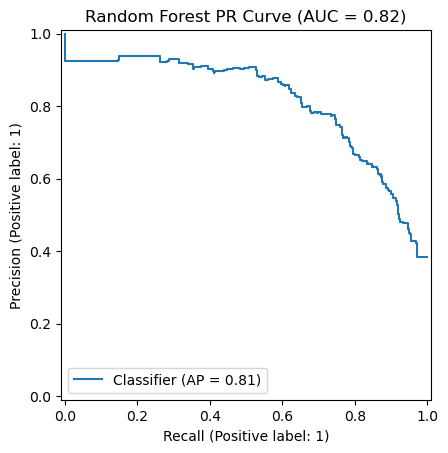 Random Forest PR Curve (AUC = 0.82)
1.0
0.8
0.6
0.4
0.2
0.0
Precision (Positive label: 1)
Classifier (AP = 0.81)
0.0 0.2 0.4 0.6 0.8 1.0
Recall (Positive label: 1)